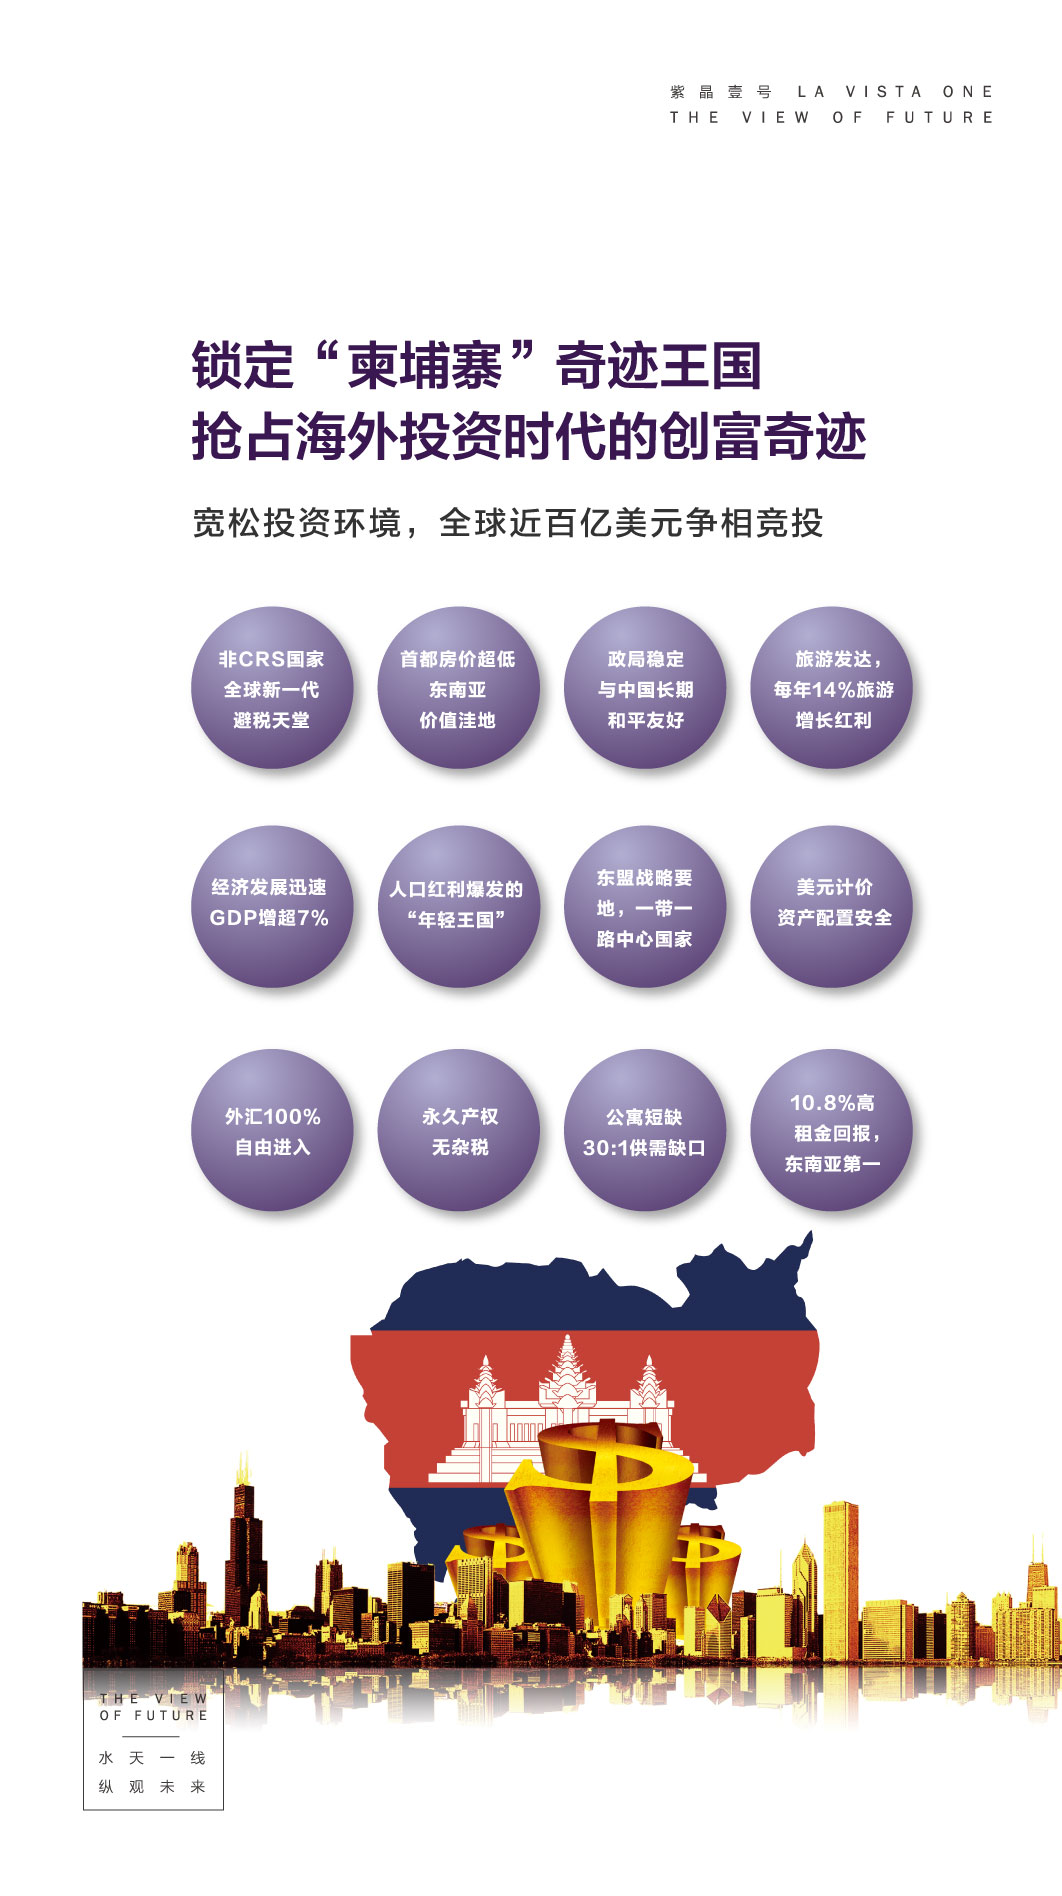 紫晶壹号 LA VISTA ONE
THE VIEW OF FUTURE
锁定“柬埔寨”奇迹王国
抢占海外投资时代的创富奇迹
宽松投资环境，全球近百亿美元争相竞投
非CRS国家
全球新一代
避税天堂
首都房价超低
东南亚
价值洼地
政局稳定
与中国长期
和平友好
旅游发达，
每年14%旅游
增长红利
经济发展迅速
GDP增超7%
人口红利爆发的
“年轻王国”
东盟战略要
地，一带一
路中心国家
美元计价
资产配置安全
外汇100%
自由进入
永久产权
无杂税
公寓短缺
30:1供需缺口
10.8%高
租金回报，
东南亚第一
THE VIEW
OF FUTURE
水天一线
纵观未来